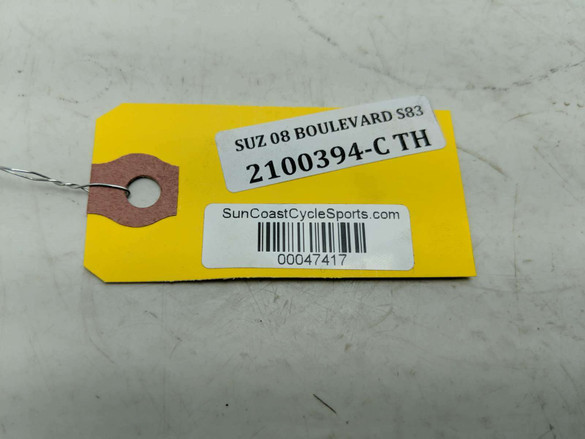 SUZ 08 BOULEVARD S83
2100394-C TH
SunCoastCycleSports.com
00047417